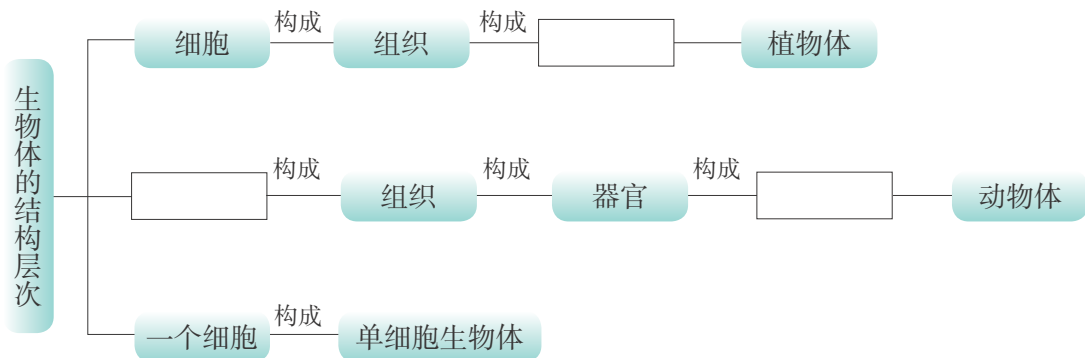 生物体的结构层次
细胞 构成 组织 构成 植物体
构成 组织 构成 器官 构成 动物体
一个细胞 构成 单细胞生物体